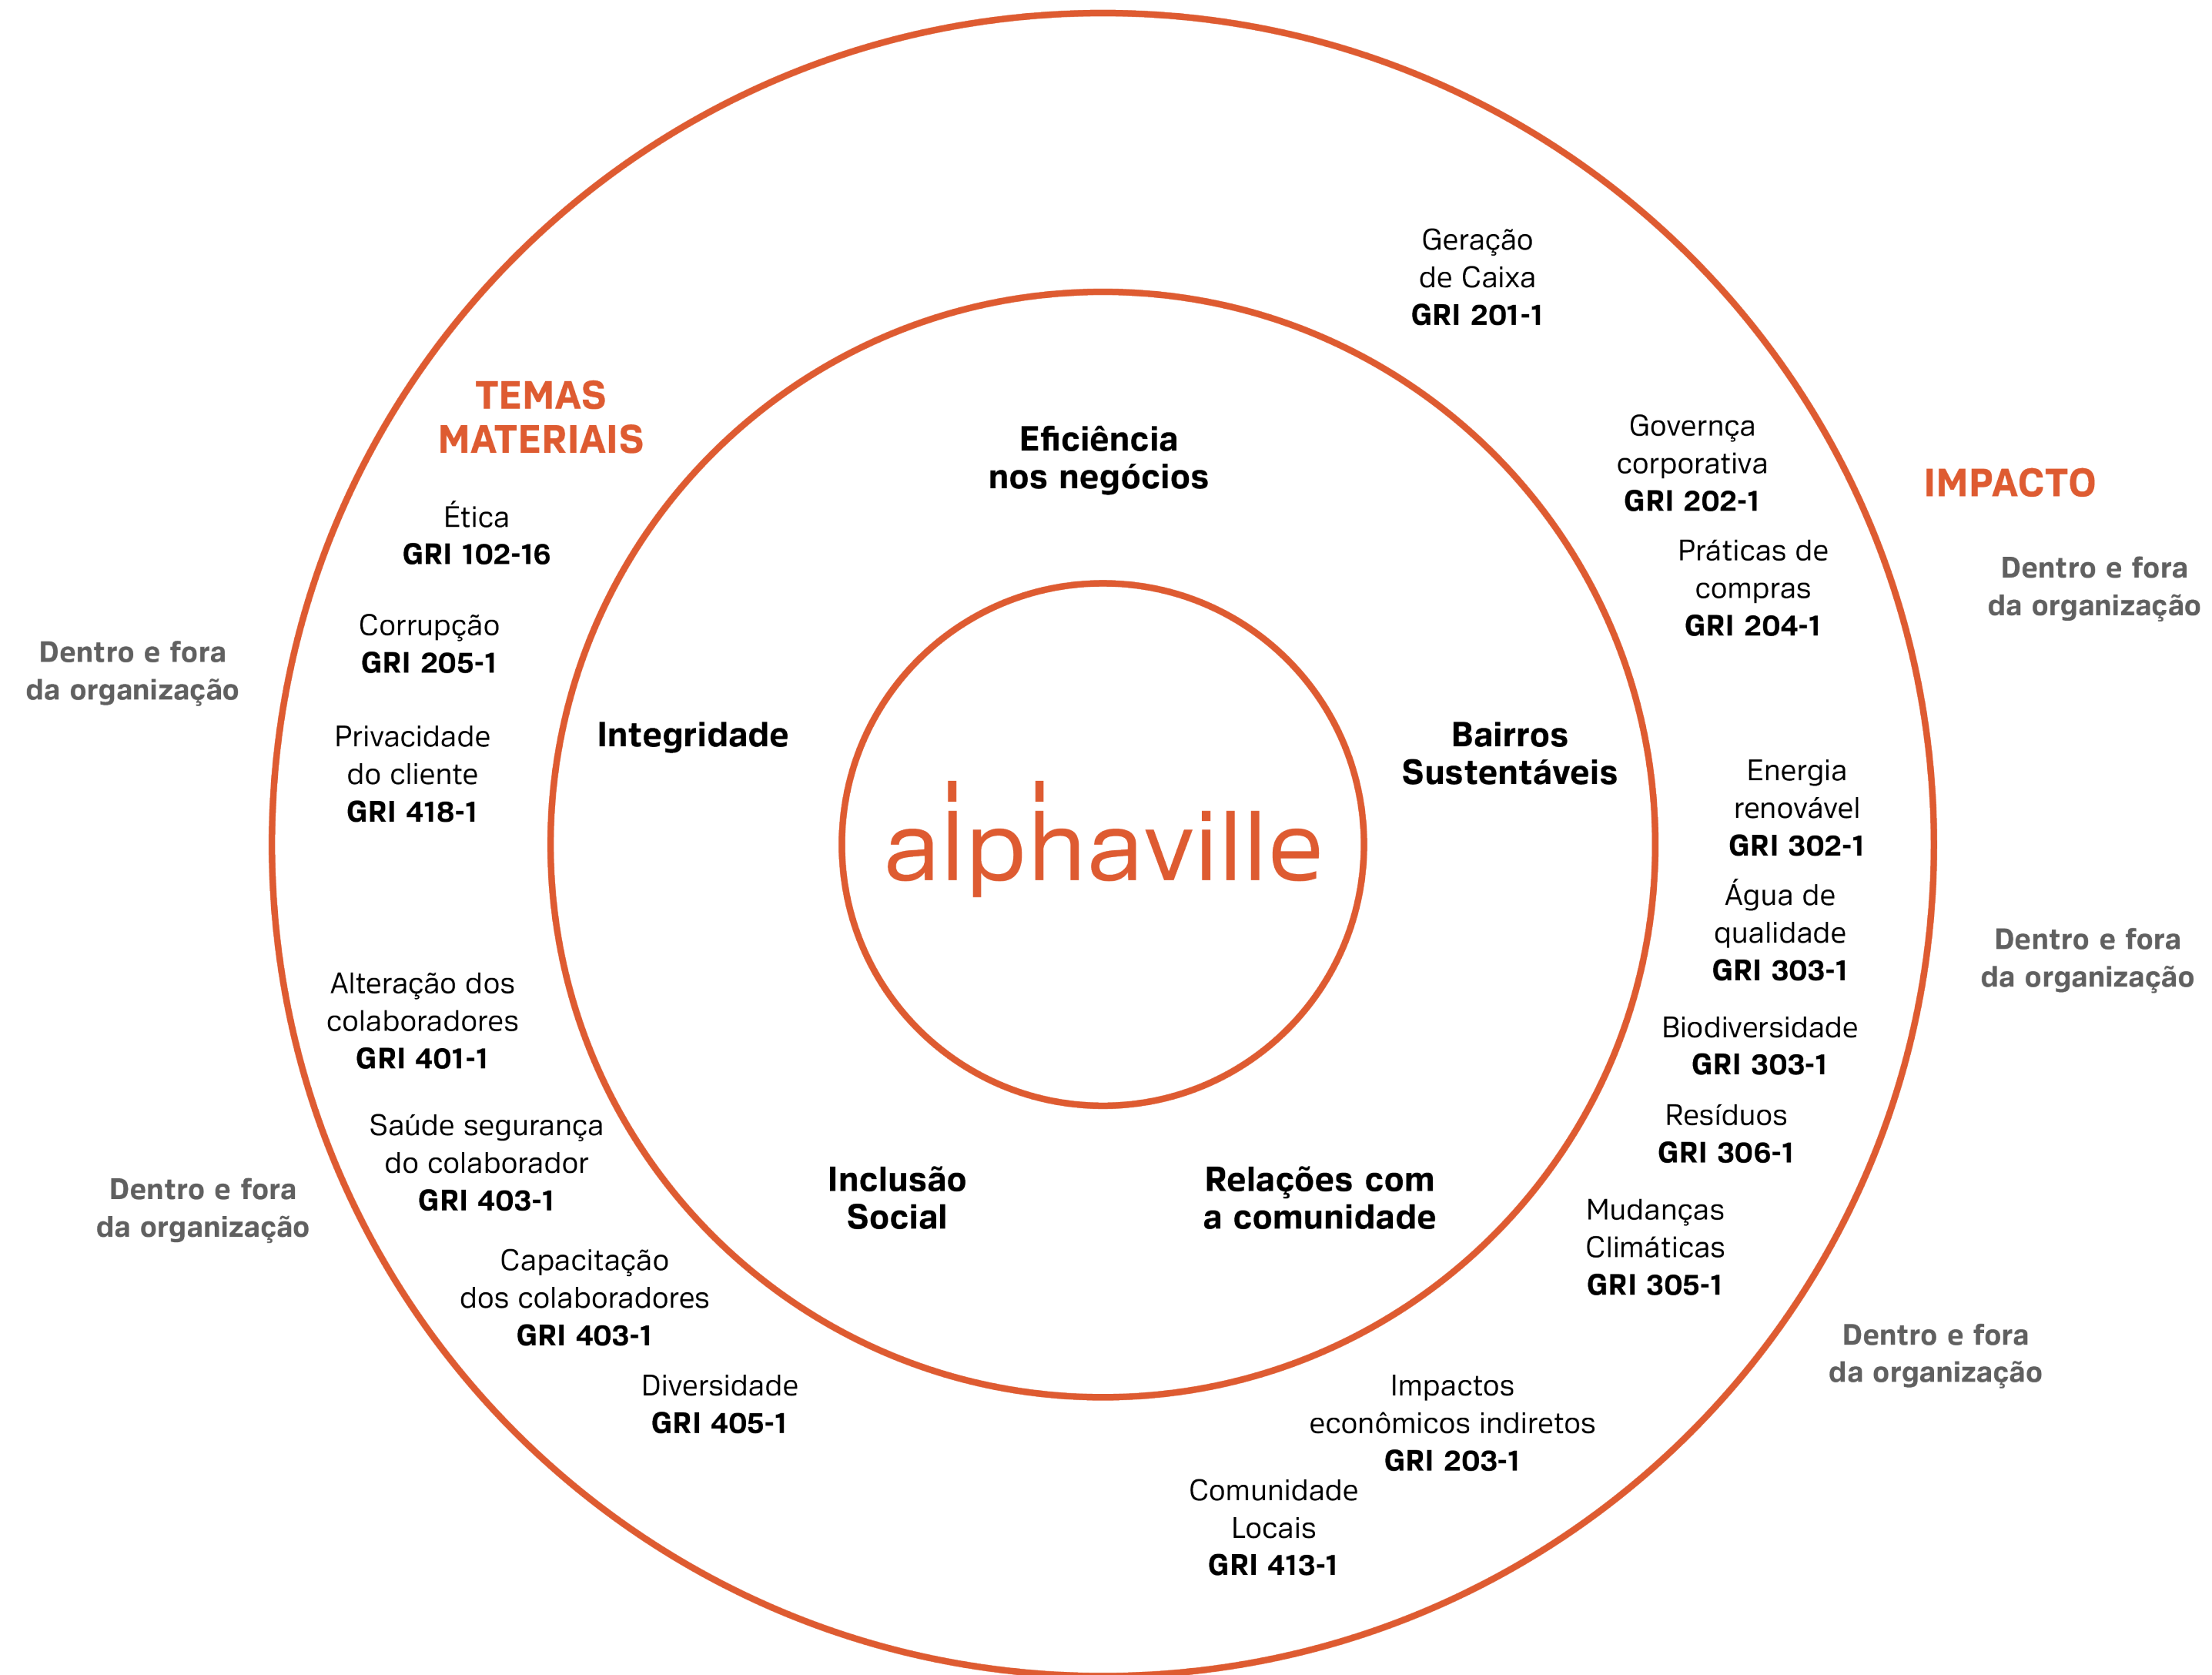 Geração
de Caixa
GRI 201-1
TEMAS
MATERIAIS
Eficiência
nos negócios
Governça
corporativa
GRI 202-1
IMPACTO
Ética
GRI 102-16
Práticas de
compras
GRI 204-1
Dentro e fora
da organização
Corrupção
GRI 205-1
Dentro e fora
da organização
Privacidade
do cliente
GRI 418-1
Integridade
Bairros
Sustentáveis
alphaville
Energia
renovável
GRI 302-1
Água de
qualidade
GRI 303-1
Dentro e fora
da organização
Alteração dos
colaboradores
GRI 401-1
Biodiversidade
GRI 303-1
Saúde segurança
do colaborador
GRI 403-1
Resíduos
GRI 306-1
Dentro e fora
da organização
Inclusão
Social
Relações com
a comunidade
Mudanças
Climáticas
GRI 305-1
Capacitação
dos colaboradores
GRI 403-1
Dentro e fora
da organização
Diversidade
GRI 405-1
Impactos
econômicos indiretos
GRI 203-1
Comunidade
Locais
GRI 413-1